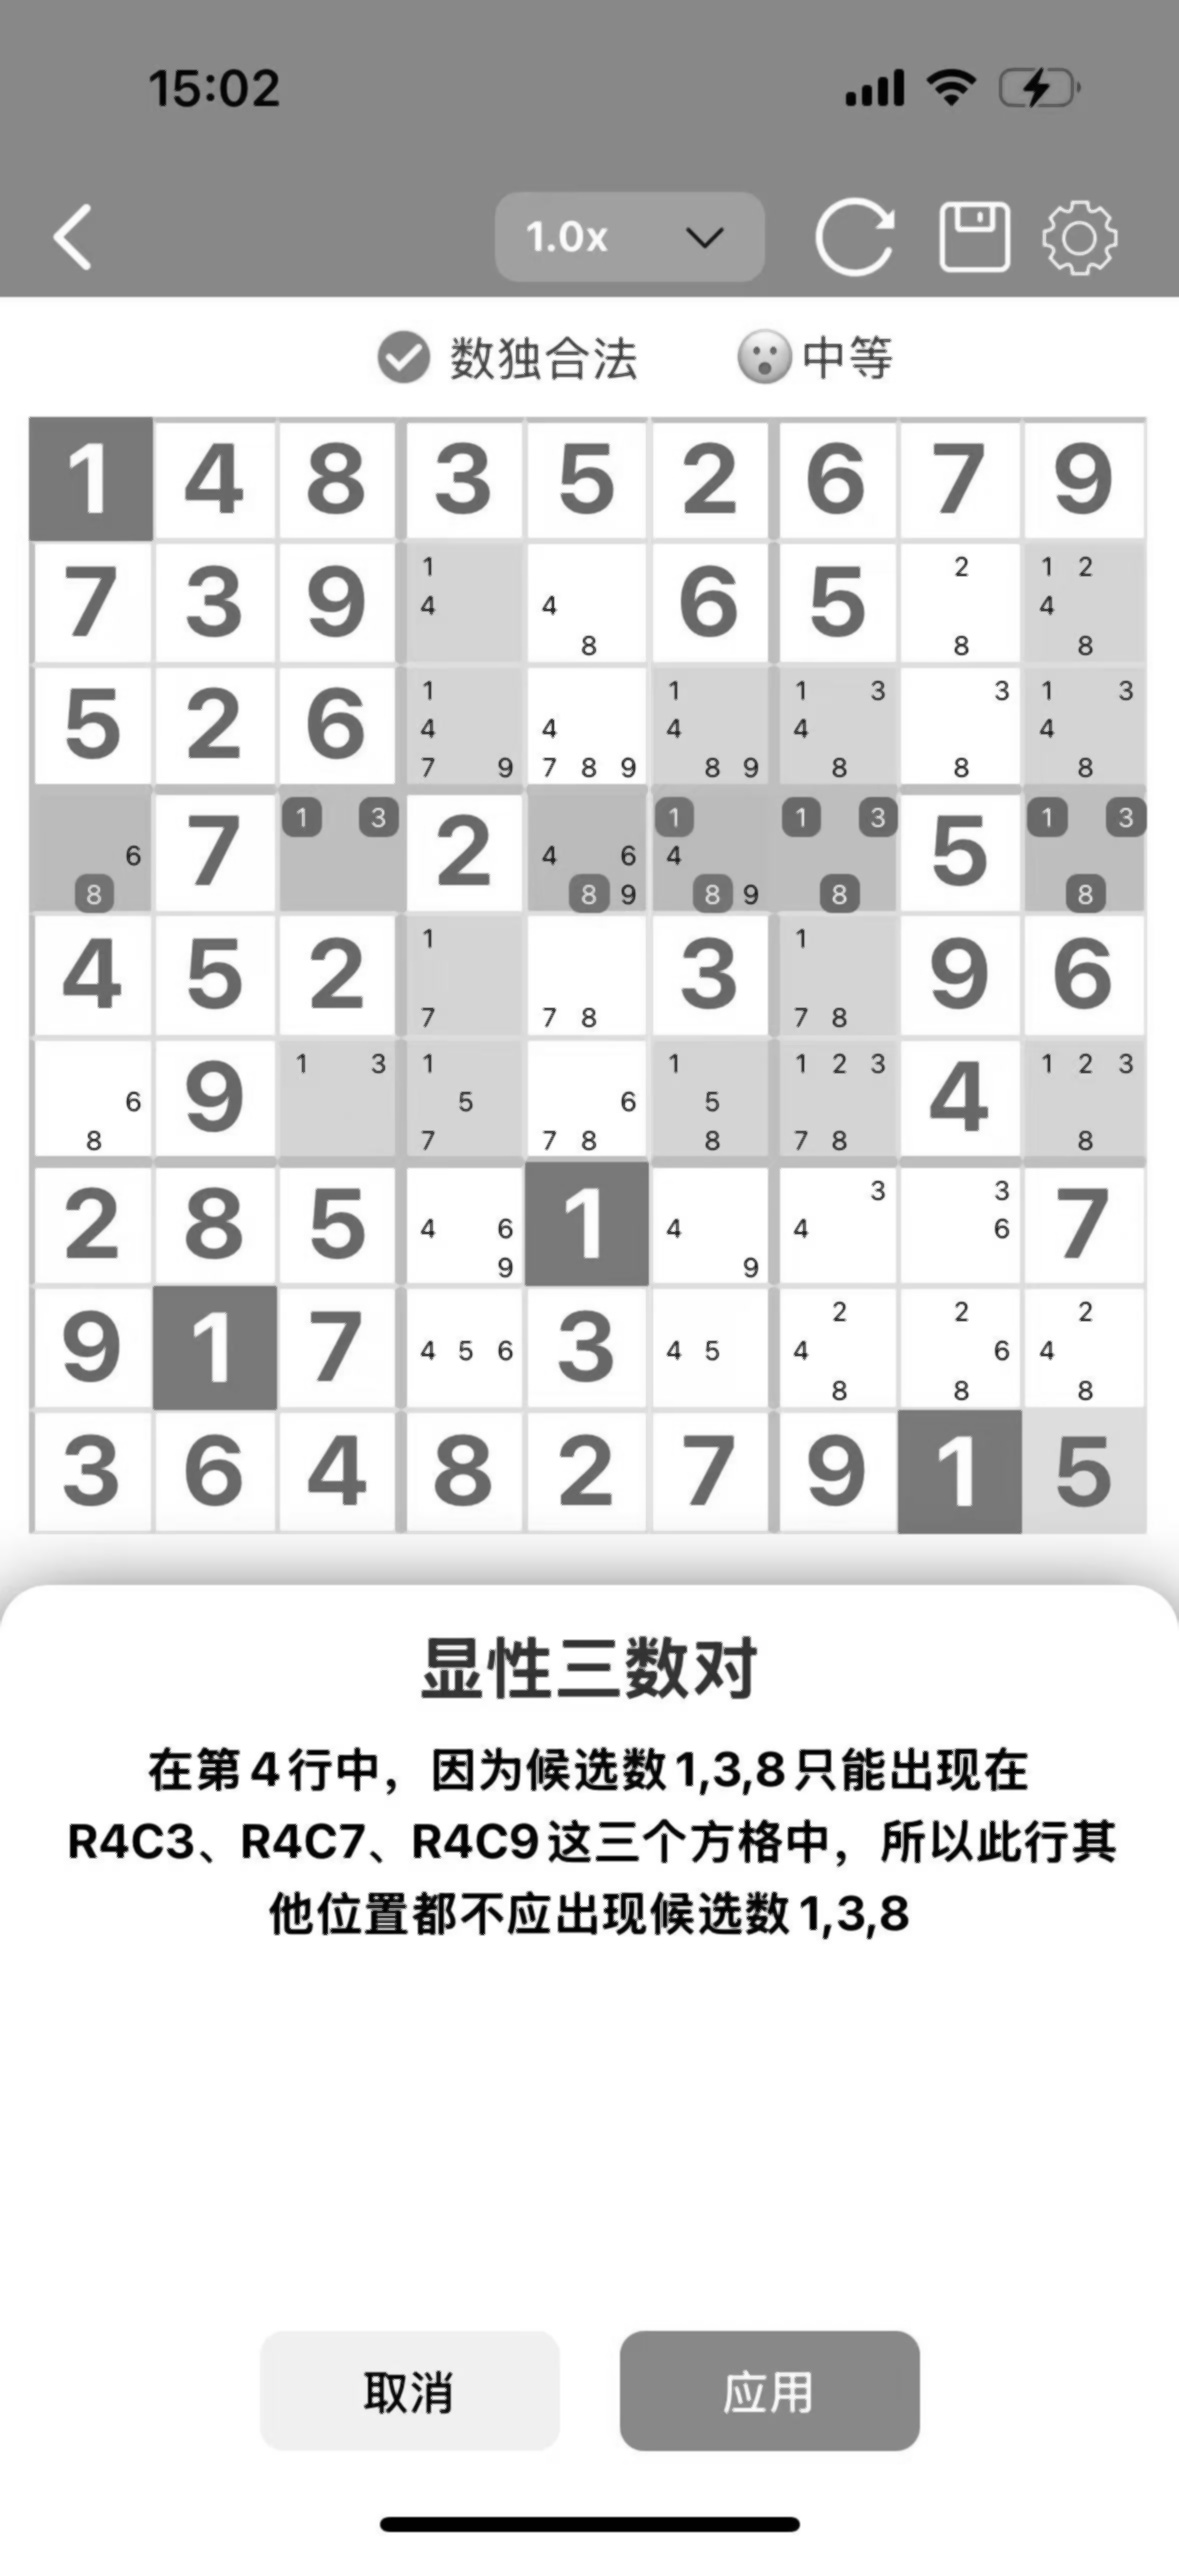 15:02
1.0x
数独合法 中等
1 4 8 3 5 2 6 7 9
1 2 1 2
7 3 9 4 4 6 5 4
8 8 8
1 1 1 3 3 1 3
5 2 6 4 4 4 4 4
7 9 7 8 9 8 9 8 8 8
1 3 1 1 3 1 3
6 7 2 4 6 4 5
8 8 9 8 9 8 8
1 1
4 5 2 3 9 6
7 7 8 7 8
1 3 1 1 1 2 3 1 2 3
6 9 5 6 5 4
8 7 7 8 8 7 8 8
3 3
2 8 5 4 6 1 4 4 6 7
9 9
2 2 2
9 1 7 4 5 6 3 4 5 4 6 4
8 8 8
3 6 4 8 2 7 9 1 5
显性三数对
在第4行中，因为候选数1,3,8只能出现在
R4C3、R4C7、R4C9这三个方格中，所以此行其
他位置都不应出现候选数1,3,8
取消 应用